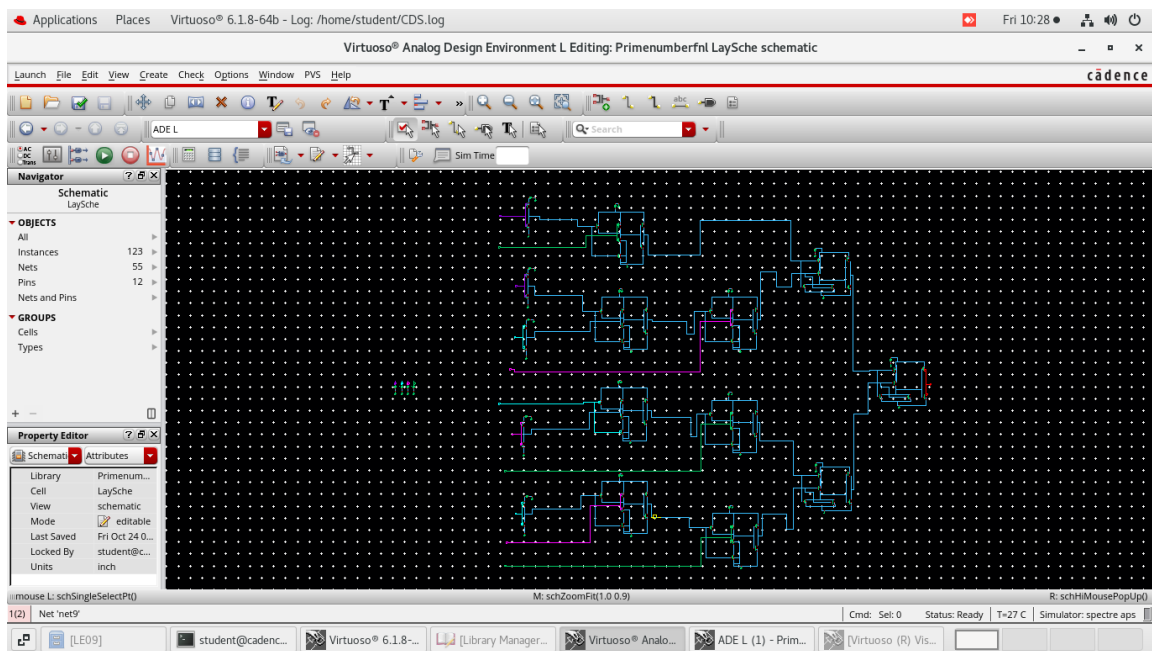 Applications Places Virtuoso® 6.1.8-64b - Log: /home/student/CDS.log Fri 10:28
Virtuoso® Analog Design Environment L Editing: Primenumberfnl LaySche schematic
Launch File Edit View Create Check Options Window PVS Help cādence
ADE L Search
AC DC Trans Sim Time
Navigator
Schematic
LaySche
OBJECTS
All
Instances 123
Nets 55
Pins 12
Nets and Pins
GROUPS
Cells
Types
Property Editor
Schemati Attributes
Library Primenum...
Cell LaySche
View schematic
Mode editable
Last Saved Fri Oct 24 0...
Locked By student@c...
Units inch
mouse L: schSingleSelectPt() M: schZoomFit(1.0 0.9) R: schHiMousePopUp()
1(2) Net 'net9' Cmd: Sel: 0 Status: Ready T=27 C Simulator: spectre aps
[LE09] student@cadenc... Virtuoso® 6.1.8-... [Library Manager... Virtuoso® Analo... ADE L (1) - Prim... [Virtuoso (R) Vis...